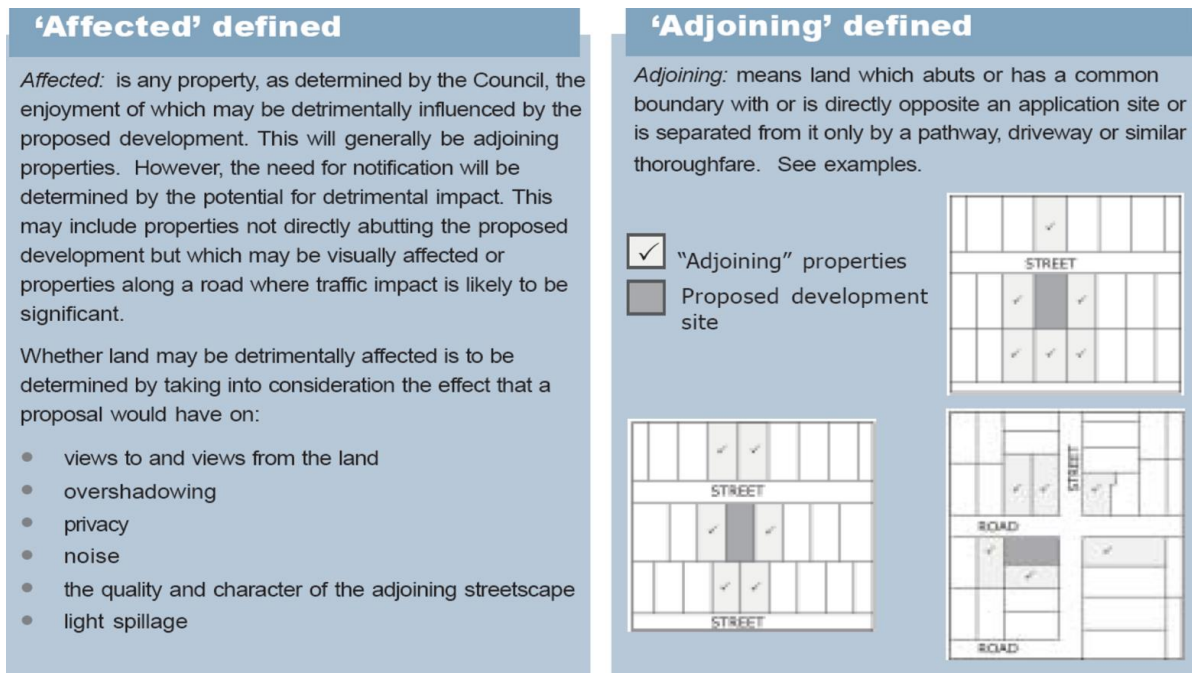 ‘Affected’ defined
Affected: is any property, as determined by the Council, the
enjoyment of which may be detrimentally influenced by the
proposed development. This will generally be adjoining
properties. However, the need for notification will be
determined by the potential for detrimental impact. This
may include properties not directly abutting the proposed
development but which may be visually affected or
properties along a road where traffic impact is likely to be
significant.
Whether land may be detrimentally affected is to be
determined by taking into consideration the effect that a
proposal would have on:
views to and views from the land
overshadowing
privacy
noise
the quality and character of the adjoining streetscape
light spillage
‘Adjoining’ defined
Adjoining: means land which abuts or has a common
boundary with or is directly opposite an application site or
is separated from it only by a pathway, driveway or similar
thoroughfare. See examples.
“Adjoining” properties
Proposed development
site
STREET
STREET
STREET
STREET
ROAD
ROAD